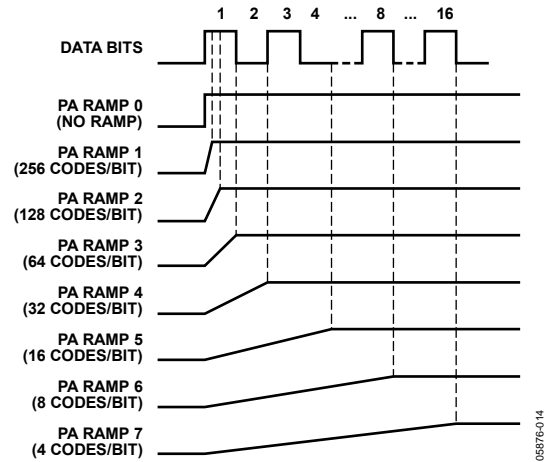 1 2 3 4 ... 8 ... 16
DATA BITS
PA RAMP 0
(NO RAMP)
PA RAMP 1
(256 CODES/BIT)
PA RAMP 2
(128 CODES/BIT)
PA RAMP 3
(64 CODES/BIT)
PA RAMP 4
(32 CODES/BIT)
PA RAMP 5
(16 CODES/BIT)
PA RAMP 6
(8 CODES/BIT)
PA RAMP 7
(4 CODES/BIT)
05876-014